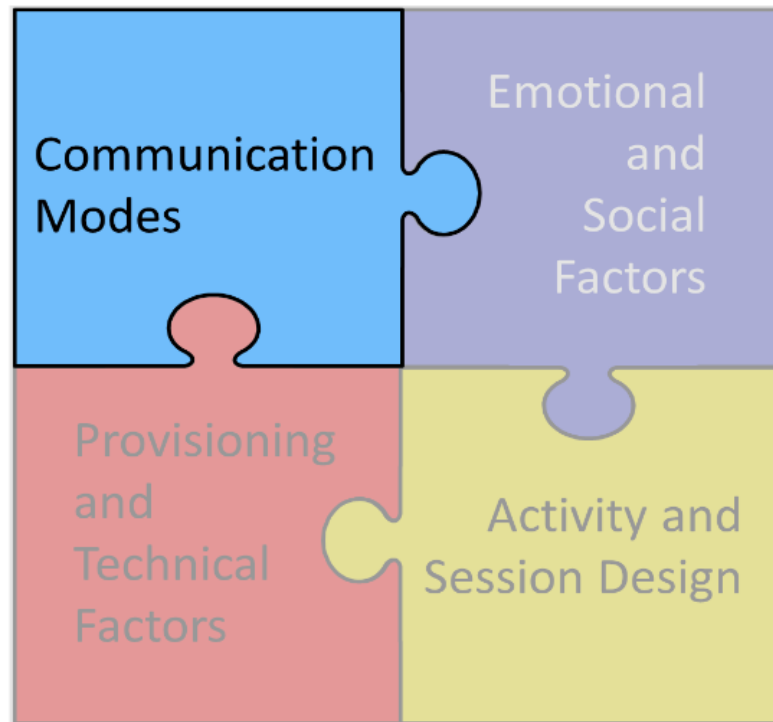 Communication
Modes
Emotional
and
Social
Factors
Provisioning
and
Technical
Factors
Activity and
Session Design